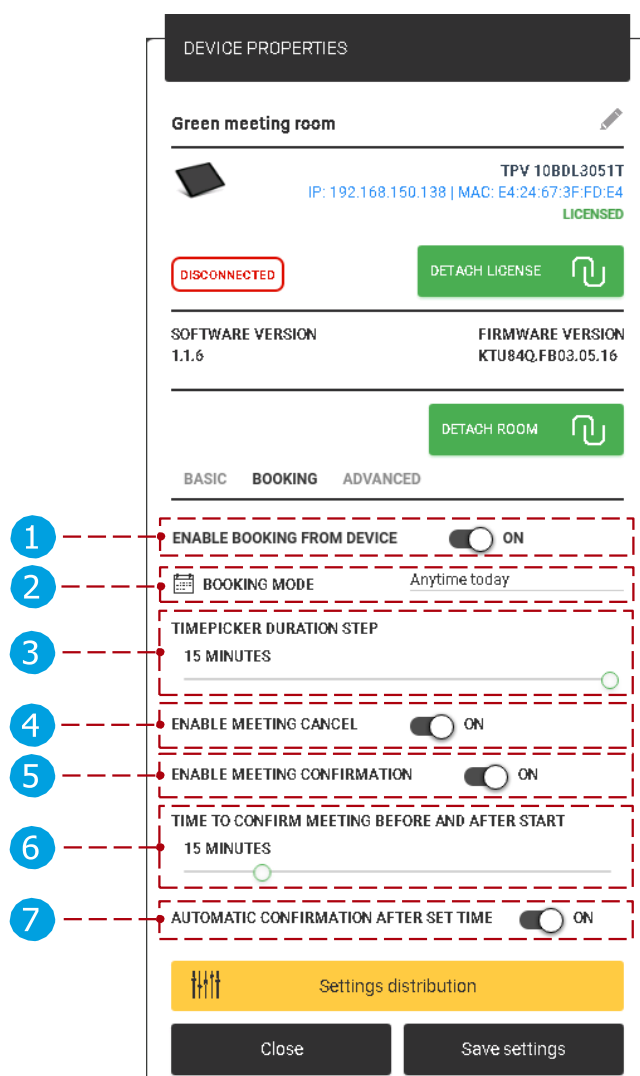 DEVICE PROPERTIES
Green meeting room
TPV 10BDL3051T
IP: 192.168.150.138 | MAC: E4:24:67:3F:FD:E4
LICENSED
DISCONNECTED
DETACH LICENSE
SOFTWARE VERSION FIRMWARE VERSION
1.1.6 KTU84Q.FB03.05.16
DETACH ROOM
BASIC BOOKING ADVANCED
1 ENABLE BOOKING FROM DEVICE ON
2 BOOKING MODE Anytime today
TIMEPICKER DURATION STEP
3 15 MINUTES
4 ENABLE MEETING CANCEL ON
5 ENABLE MEETING CONFIRMATION ON
TIME TO CONFIRM MEETING BEFORE AND AFTER START
6 15 MINUTES
7 AUTOMATIC CONFIRMATION AFTER SET TIME ON
Settings distribution
Close Save settings